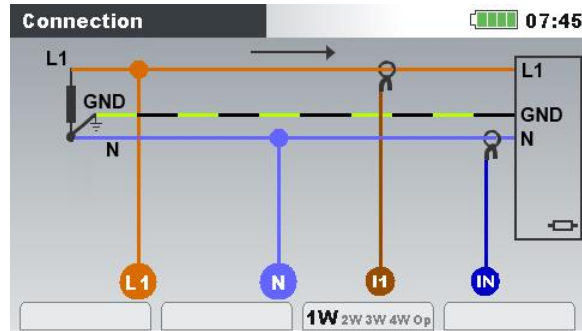 Connection 07:45
L1 L1
GND GND
N N
L1 N I1 IN
1W 2W 3W 4W Op